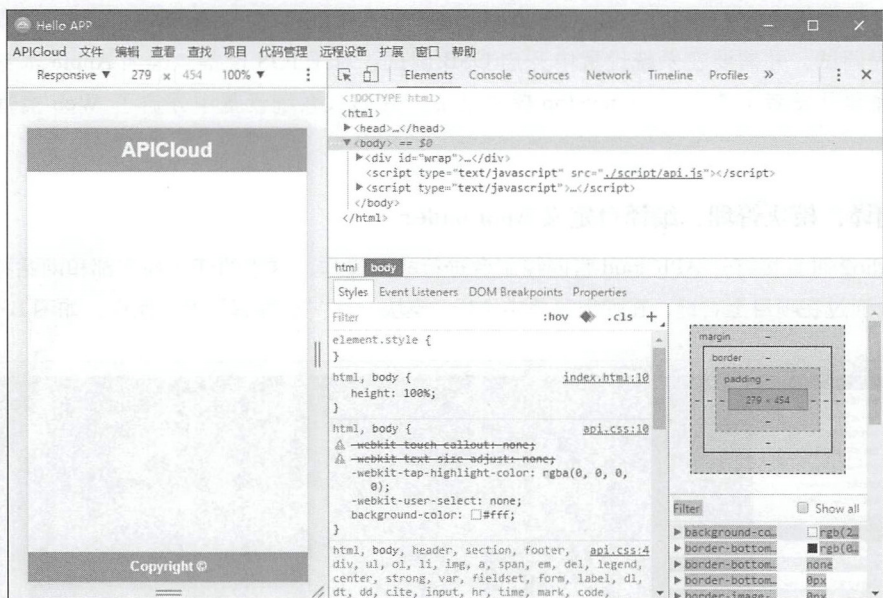 Hello APP
APICloud 文件 编辑 查看 查找 项目 代码管理 远程设备 扩展 窗口 帮助
Responsive ▼ 279 × 454 100% ▼
Elements Console Sources Network Timeline Profiles »
<!DOCTYPE html>
<html>
▶<head>…</head>
▼<body> == $0
▶<div id="wrap">…</div>
<script type="text/javascript" src="./script/api.js"></script>
▶<script type="text/javascript">…</script>
</body>
</html>
APICloud
Copyright ©
html body
Styles Event Listeners DOM Breakpoints Properties
Filter :hov .cls +
element.style {
}
html, body { index.html:10
height: 100%;
}
html, body { api.css:10
-webkit-touch-callout: none;
-webkit-text-size-adjust: none;
-webkit-tap-highlight-color: rgba(0, 0, 0,
0);
-webkit-user-select: none;
background-color: #fff;
}
html, body, header, section, footer, api.css:4
div, ul, ol, li, img, a, span, em, del, legend,
center, strong, var, fieldset, form, label, dl,
dt, dd, cite, input, hr, time, mark, code,
margin –
border –
padding –
279 × 454
Filter Show all
▶ background-co… rgb(2…
▶ border-bottom… rgb(0…
▶ border-bottom… none
▶ border-bottom… 0px
▶ border-image- 0px